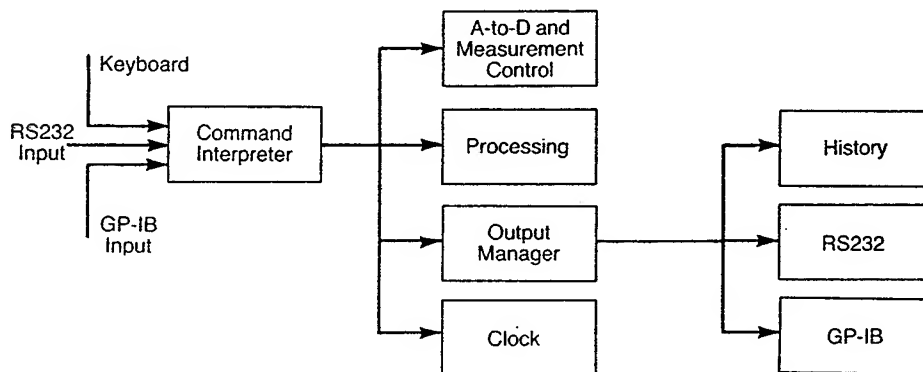 Keyboard
RS232
Input
GP-IB
Input
Command
Interpreter
A-to-D and
Measurement
Control
Processing
Output
Manager
Clock
History
RS232
GP-IB